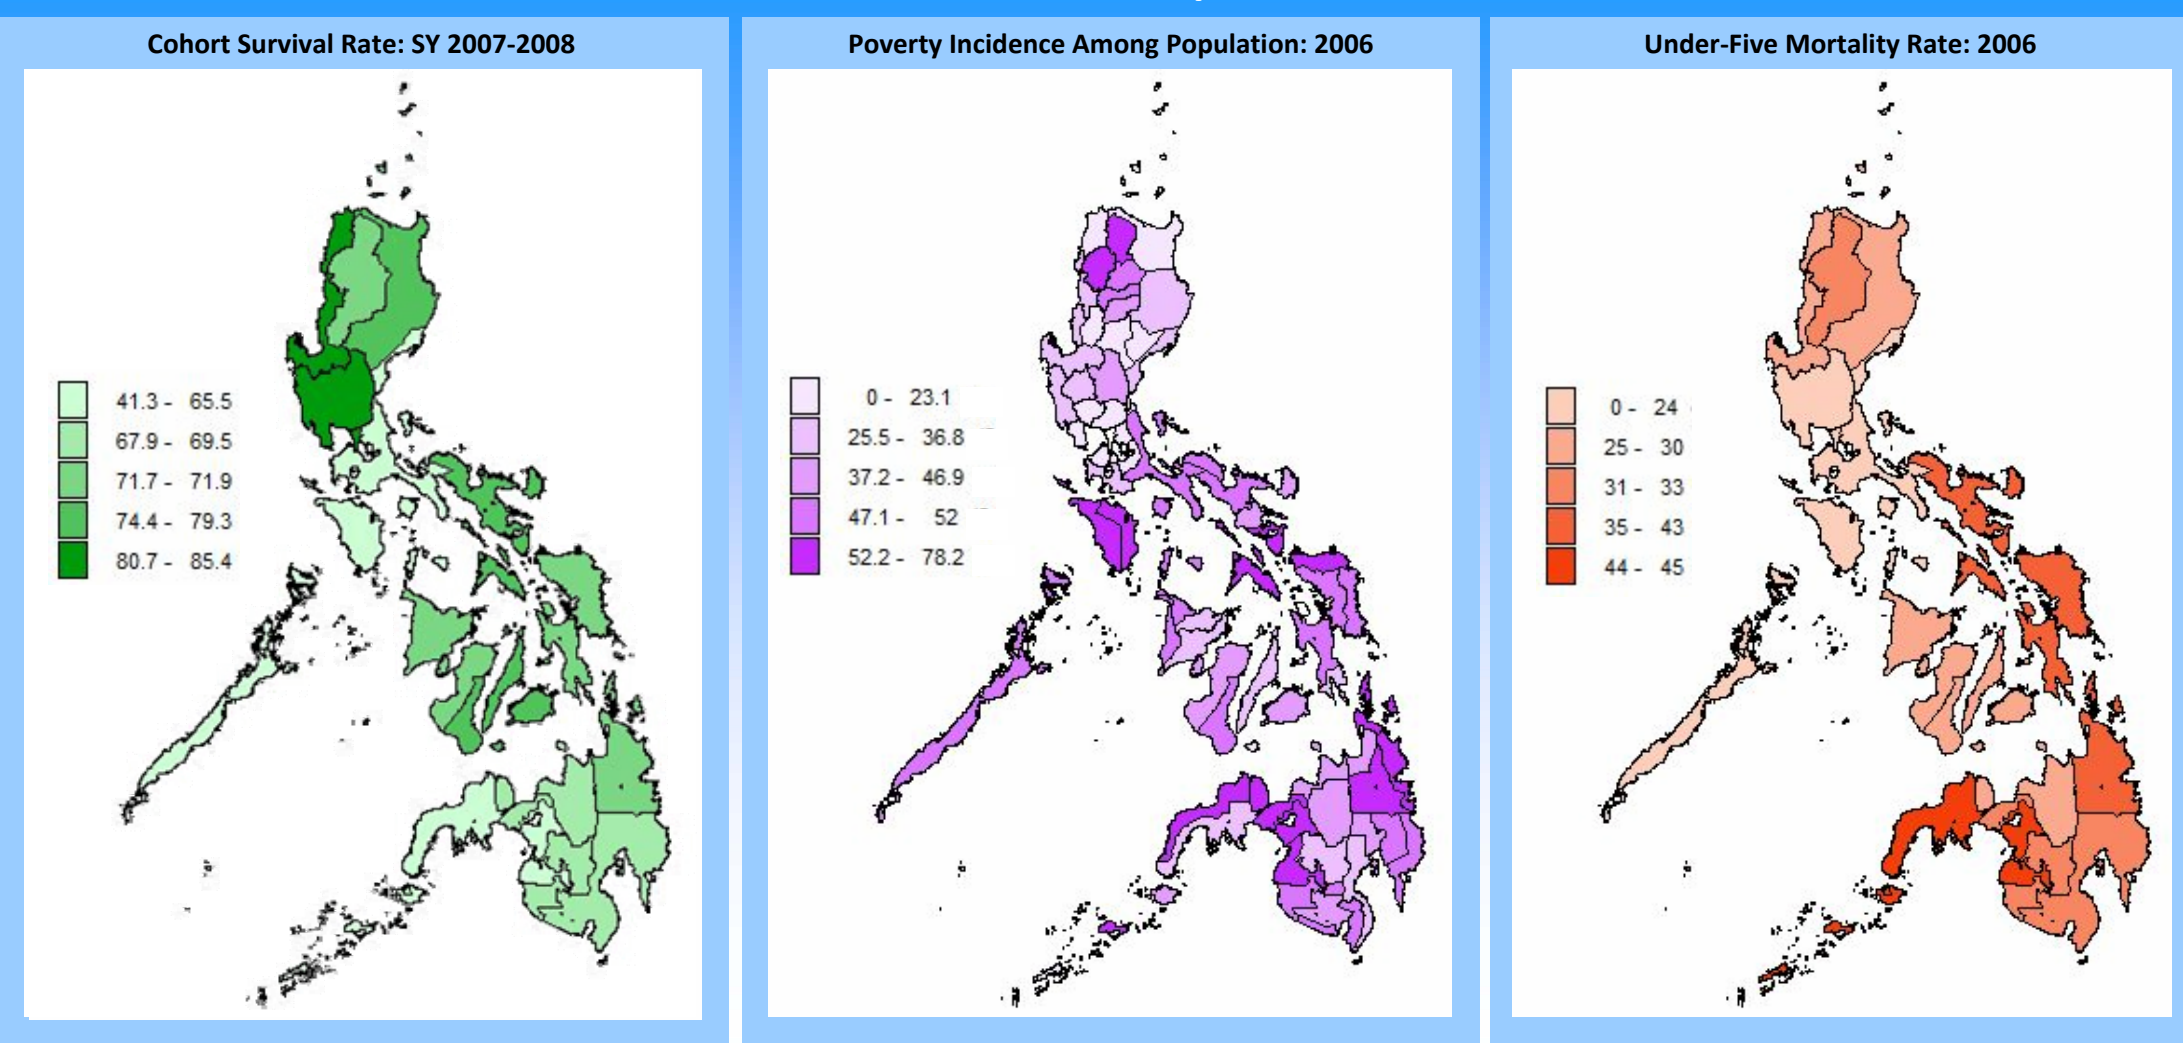 Cohort Survival Rate: SY 2007-2008
41.3 - 65.5
67.9 - 69.5
71.7 - 71.9
74.4 - 79.3
80.7 - 85.4
Poverty Incidence Among Population: 2006
0 - 23.1
25.5 - 36.8
37.2 - 46.9
47.1 - 52
52.2 - 78.2
Under-Five Mortality Rate: 2006
0 - 24
25 - 30
31 - 33
35 - 43
44 - 45